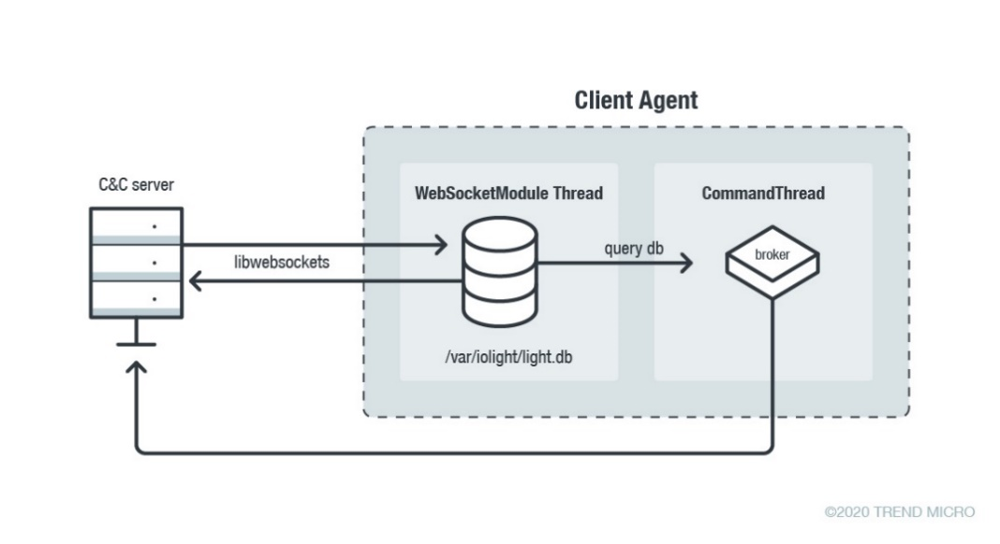 Client Agent
C&C server
WebSocketModule Thread
CommandThread
libwebsockets
query db
broker
/var/iolight/light.db
©2020 TREND MICRO